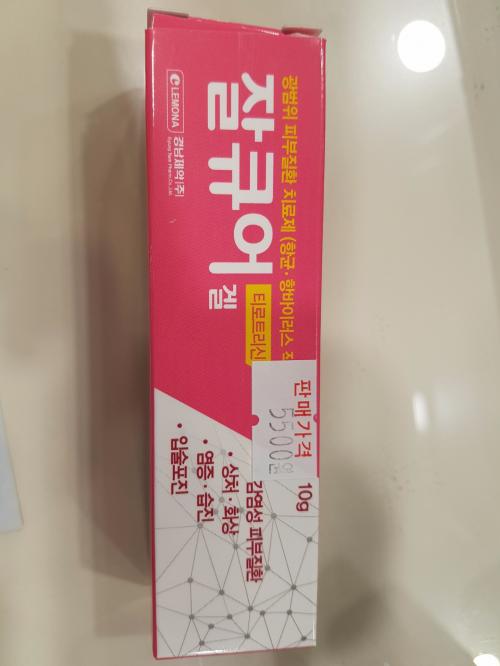 광범위 피부질환 치료제 (항균·항바이러스
잘큐어겔
티로트리신
LEMONA
경남제약(주)
판매가격
5500원
10g
감염성 피부질환
· 상처·화상
· 염증·습진
· 입술포진